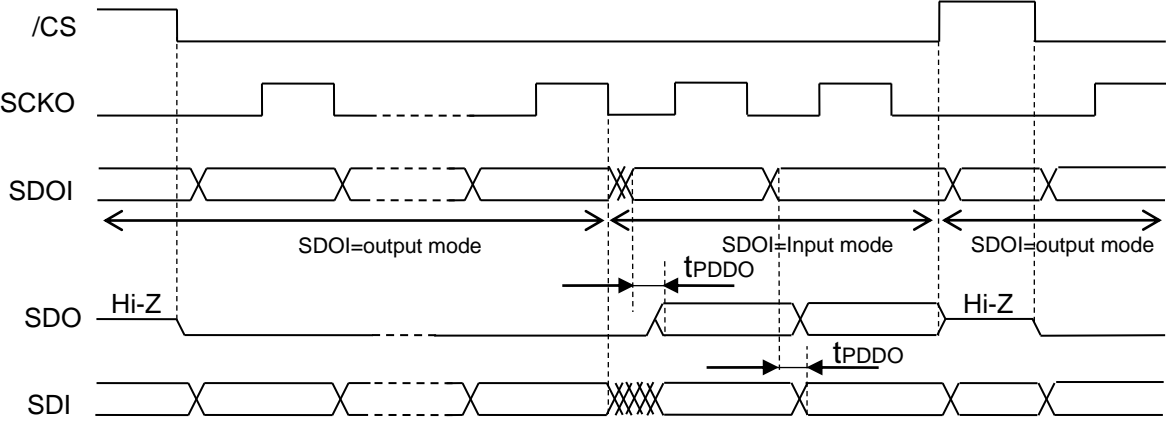 /CS
SCKO
SDOI
SDOI=output mode
SDOI=Input mode
SDOI=output mode
tPDDO
Hi-Z
Hi-Z
SDO
tPDDO
SDI